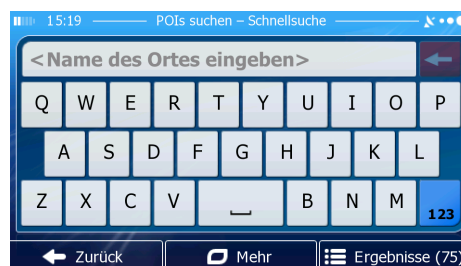 15:19 POIs suchen – Schnellsuche
<Name des Ortes eingeben>
Q W E R T Y U I O P
A S D F G H J K L
Z X C V B N M 123
Zurück Mehr Ergebnisse (75)